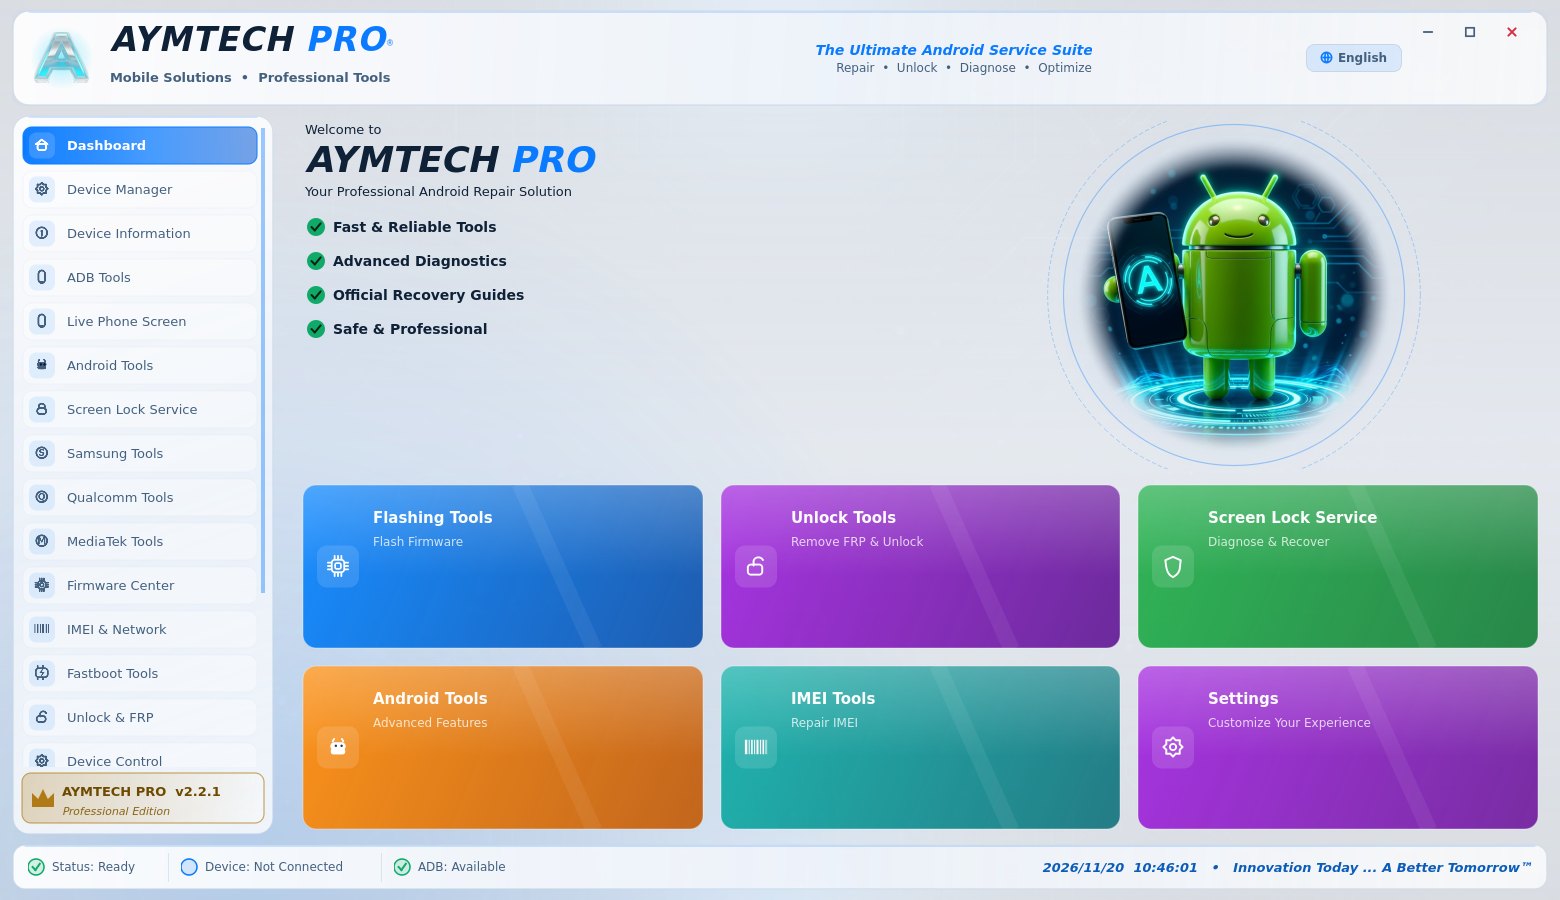 AYMTECH PRO®
Mobile Solutions • Professional Tools
The Ultimate Android Service Suite
Repair • Unlock • Diagnose • Optimize
English
Dashboard
Device Manager
Device Information
ADB Tools
Live Phone Screen
Android Tools
Screen Lock Service
Samsung Tools
Qualcomm Tools
MediaTek Tools
Firmware Center
IMEI & Network
Fastboot Tools
Unlock & FRP
Device Control
AYMTECH PRO v2.2.1
Professional Edition
Welcome to
AYMTECH PRO
Your Professional Android Repair Solution
Fast & Reliable Tools
Advanced Diagnostics
Official Recovery Guides
Safe & Professional
A
Flashing Tools
Flash Firmware
Unlock Tools
Remove FRP & Unlock
Screen Lock Service
Diagnose & Recover
Android Tools
Advanced Features
IMEI Tools
Repair IMEI
Settings
Customize Your Experience
Status: Ready
Device: Not Connected
ADB: Available
2026/11/20 10:46:01 • Innovation Today ... A Better Tomorrow™